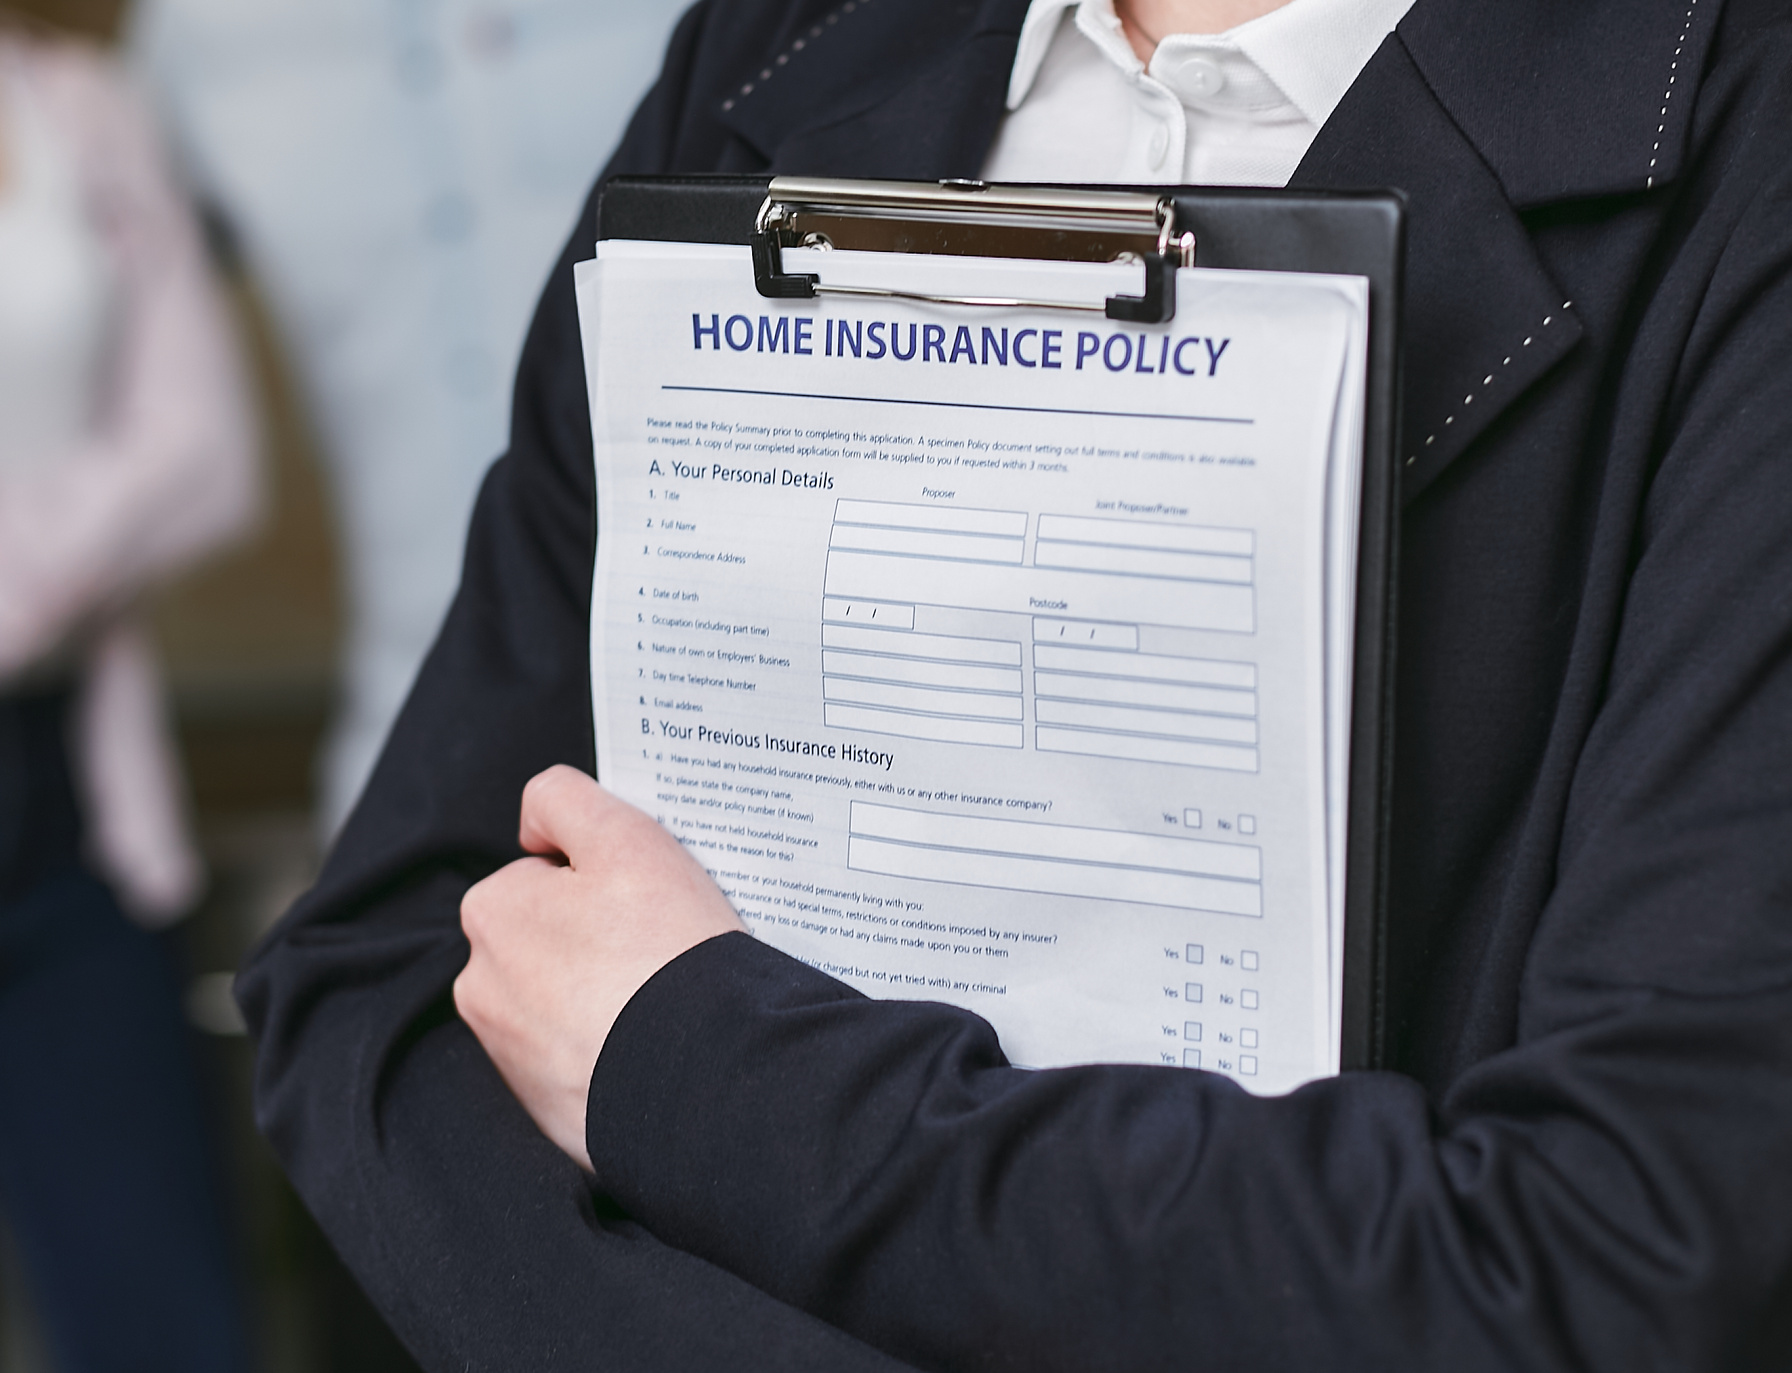 HOME INSURANCE POLICY
Please read the Policy Summary prior to completing this application. A specimen Policy document setting out full terms and conditions is also available
on request. A copy of your completed application form will be supplied to you if requested within 3 months.
A. Your Personal Details
Proposer
Joint Proposer/Partner
1. Title
2. Full Name
3. Correspondence Address
Postcode
4. Date of birth
/ /
/ /
5. Occupation (including part time)
6. Nature of own or Employers' Business
7. Day time Telephone Number
8. Email address
B. Your Previous Insurance History
1. a) Have you had any household insurance previously, either with us or any other insurance company?
Yes No
If so, please state the company name,
expiry date and/or policy number (if known)
b) If you have not held household insurance
before what is the reason for this?
any member or your household permanently living with you:
insurance or had special terms, restrictions or conditions imposed by any insurer?
Yes No
any loss or damage or had any claims made upon you or them
?
Yes No
(or charged but not yet tried with) any criminal
Yes No
Yes No